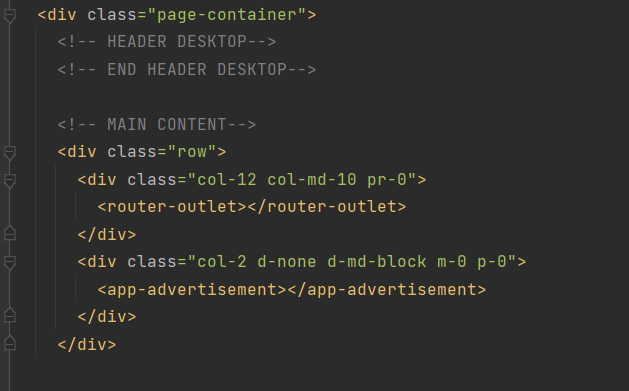 <div class="page-container">
<!-- HEADER DESKTOP-->
<!-- END HEADER DESKTOP-->
<!-- MAIN CONTENT-->
<div class="row">
<div class="col-12 col-md-10 pr-0">
<router-outlet></router-outlet>
</div>
<div class="col-2 d-none d-md-block m-0 p-0">
<app-advertisement></app-advertisement>
</div>
</div>